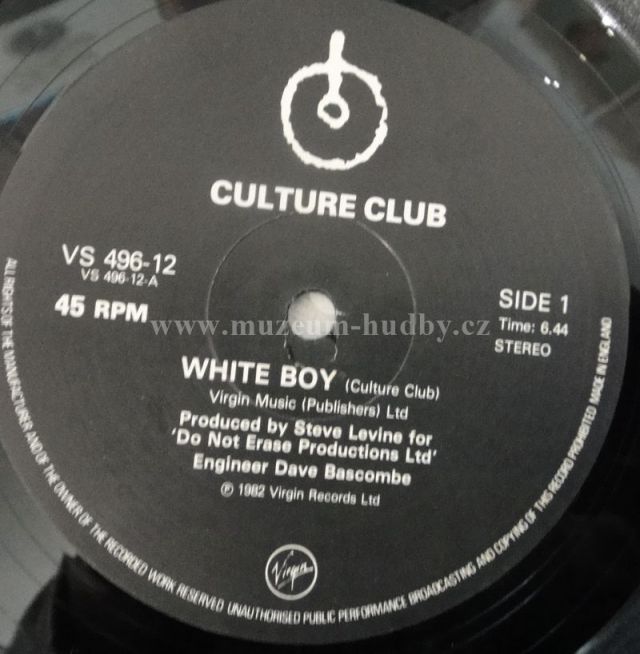 CULTURE CLUB
VS 496-12
VS 496-12-A
45 RPM
SIDE 1
Time: 6.44
STEREO
www.muzeum-hudby.cz
WHITE BOY (Culture Club)
Virgin Music (Publishers) Ltd
Produced by Steve Levine for
'Do Not Erase Productions Ltd'
Engineer Dave Bascombe
℗ 1982 Virgin Records Ltd
Virgin
ALL RIGHTS OF THE MANUFACTURER AND OF THE OWNER OF THE RECORDED WORK RESERVED UNAUTHORISED PUBLIC PERFORMANCE BROADCASTING AND COPYING OF THIS RECORD PROHIBITED MADE IN ENGLAND